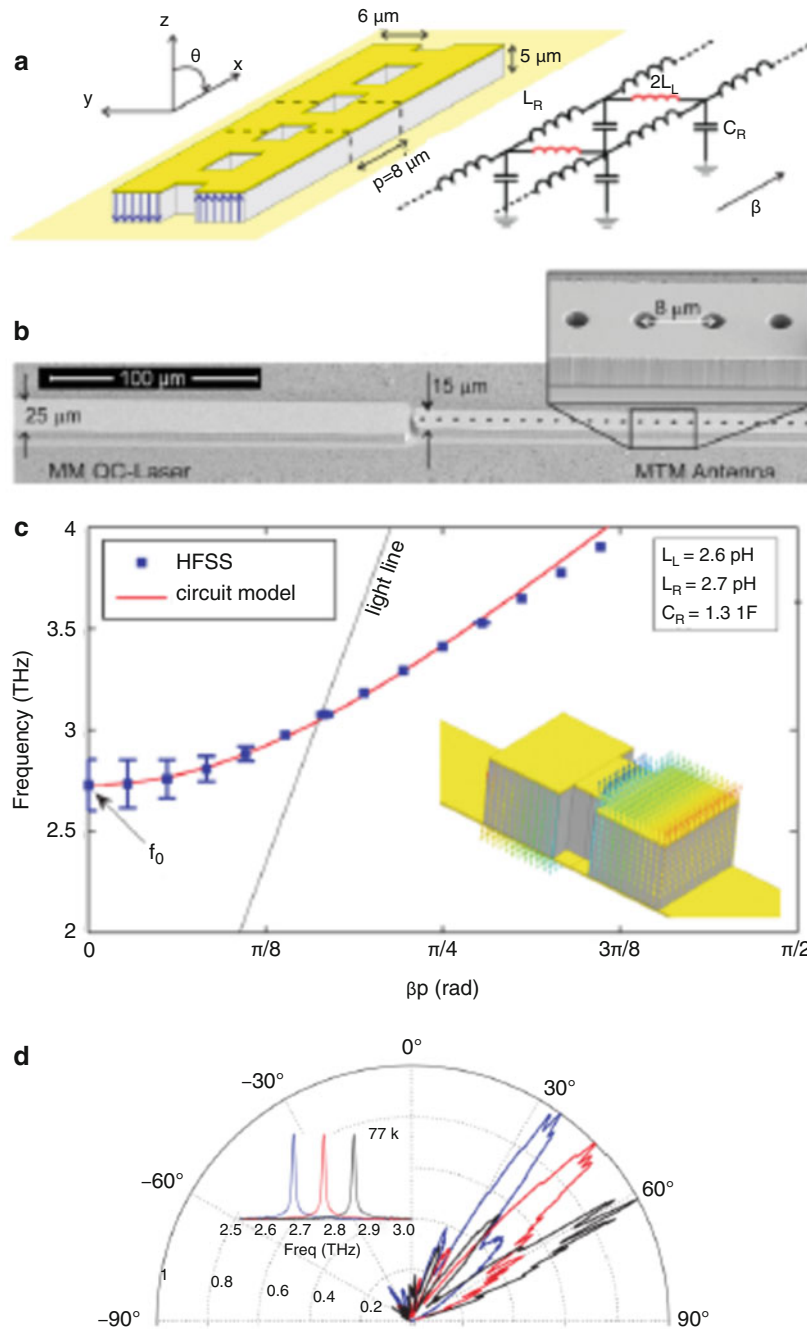 a
z
θ
x
y
6 μm
5 μm
p=8 μm
L_R
2L_L
C_R
β
b
100 μm
25 μm
15 μm
8 μm
MM QC-Laser
MTM Antenna
c
HFSS
circuit model
light line
L_L = 2.6 pH
L_R = 2.7 pH
C_R = 1.3 1F
Frequency (THz)
4
3.5
3
2.5
2
f_0
0
π/8
π/4
3π/8
π/2
βp (rad)
d
0°
−30°
30°
−60°
60°
−90°
90°
77 k
2.5 2.6 2.7 2.8 2.9 3.0
Freq (THz)
1
0.8
0.6
0.4
0.2